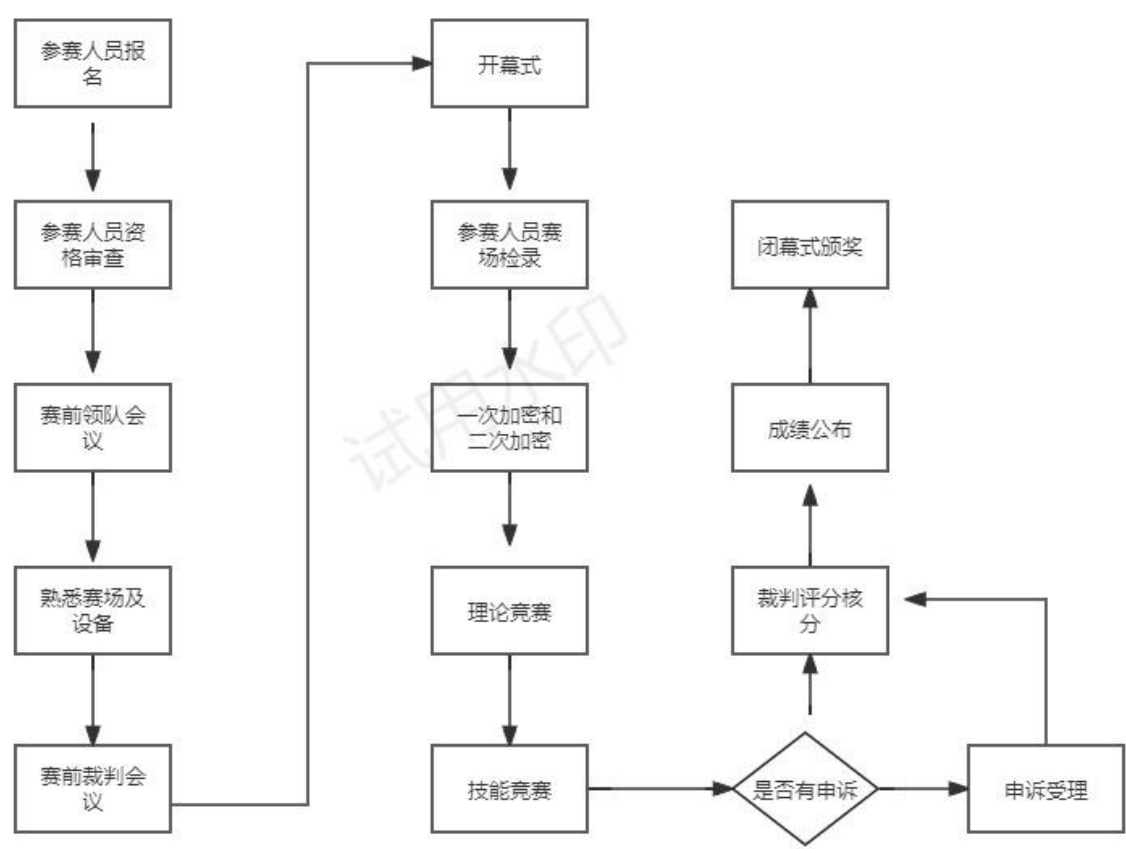 参赛人员报
名
参赛人员资
格审查
赛前领队会
议
熟悉赛场及
设备
赛前裁判会
议
开幕式
参赛人员赛
场检录
一次加密和
二次加密
理论竞赛
技能竞赛
是否有申诉
申诉受理
裁判评分核
分
成绩公布
闭幕式颁奖
试用水印